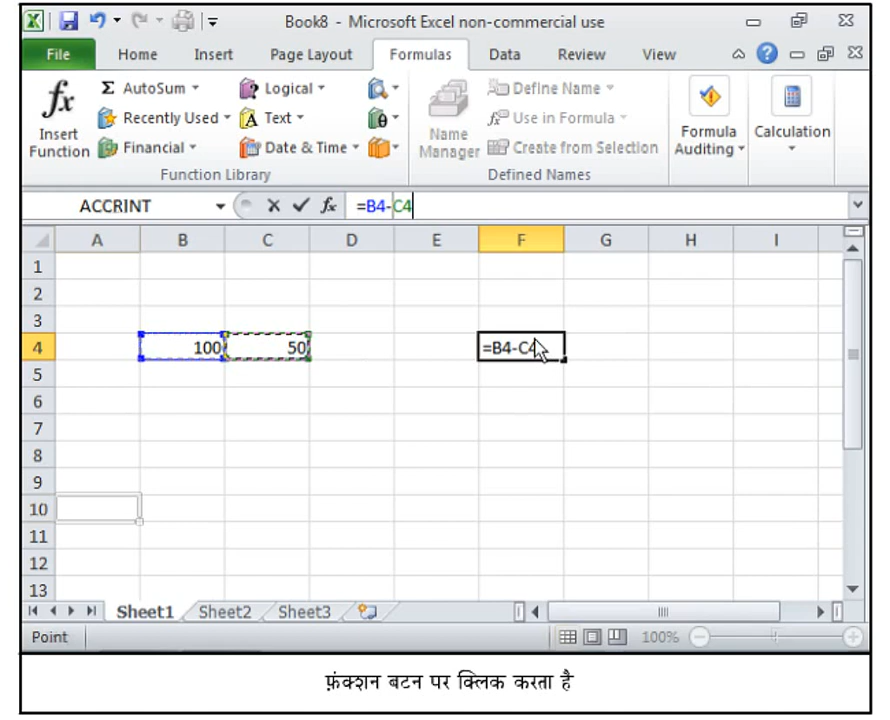 Book8 - Microsoft Excel non-commercial use
File Home Insert Page Layout Formulas Data Review View
fx Σ AutoSum Logical Define Name
Recently Used A Text θ fx Use in Formula
Insert Function Financial Date & Time Name Manager Create from Selection Formula Auditing Calculation
Function Library Defined Names
ACCRINT fx =B4-C4
A B C D E F G H I
1
2
3
4 100 50 =B4-C4
5
6
7
8
9
10
11
12
13
Sheet1 Sheet2 Sheet3
Point 100%
फ़ंक्शन बटन पर क्लिक करता है